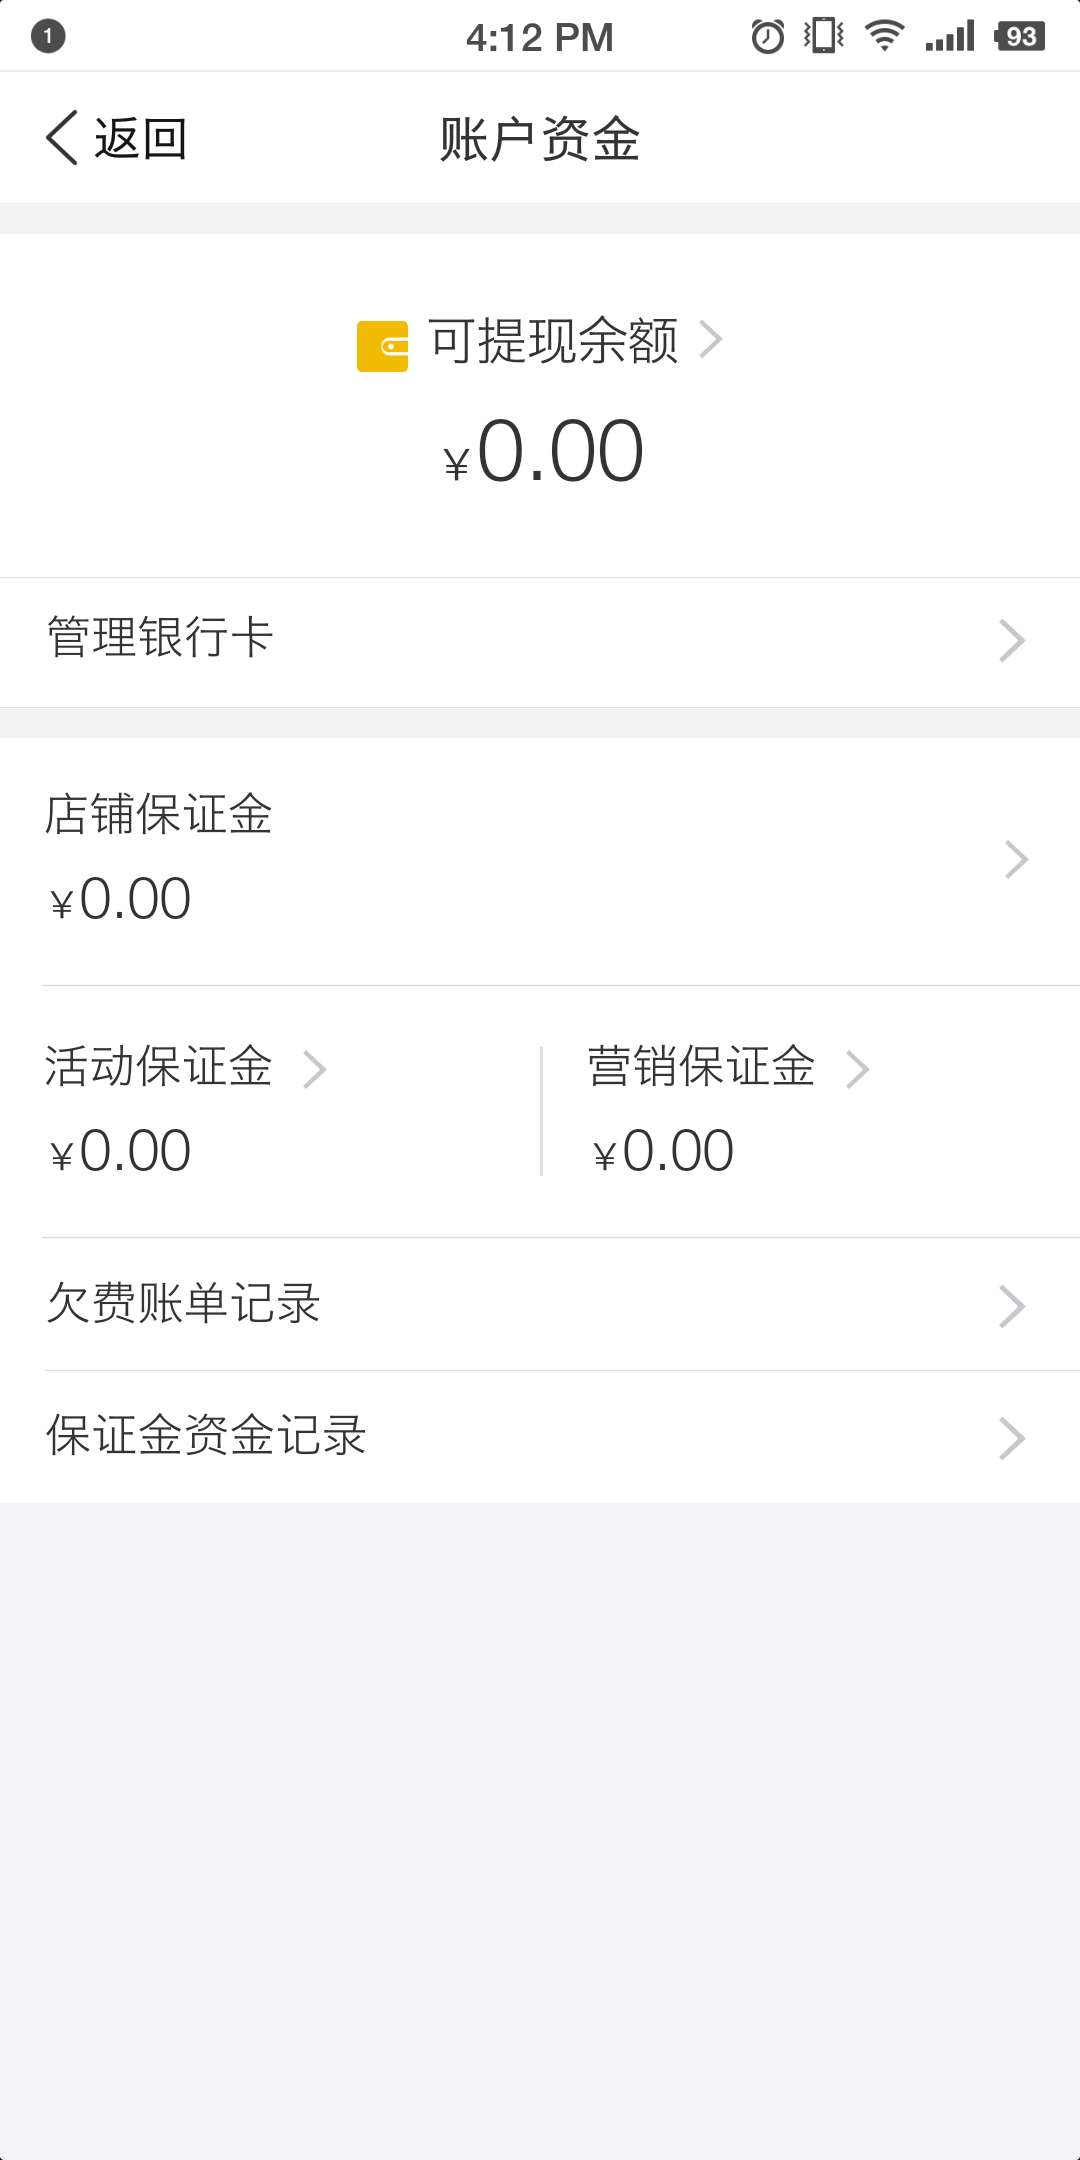 1
4:12 PM
93
返回
账户资金
可提现余额
¥0.00
管理银行卡
店铺保证金
¥0.00
活动保证金
¥0.00
营销保证金
¥0.00
欠费账单记录
保证金资金记录